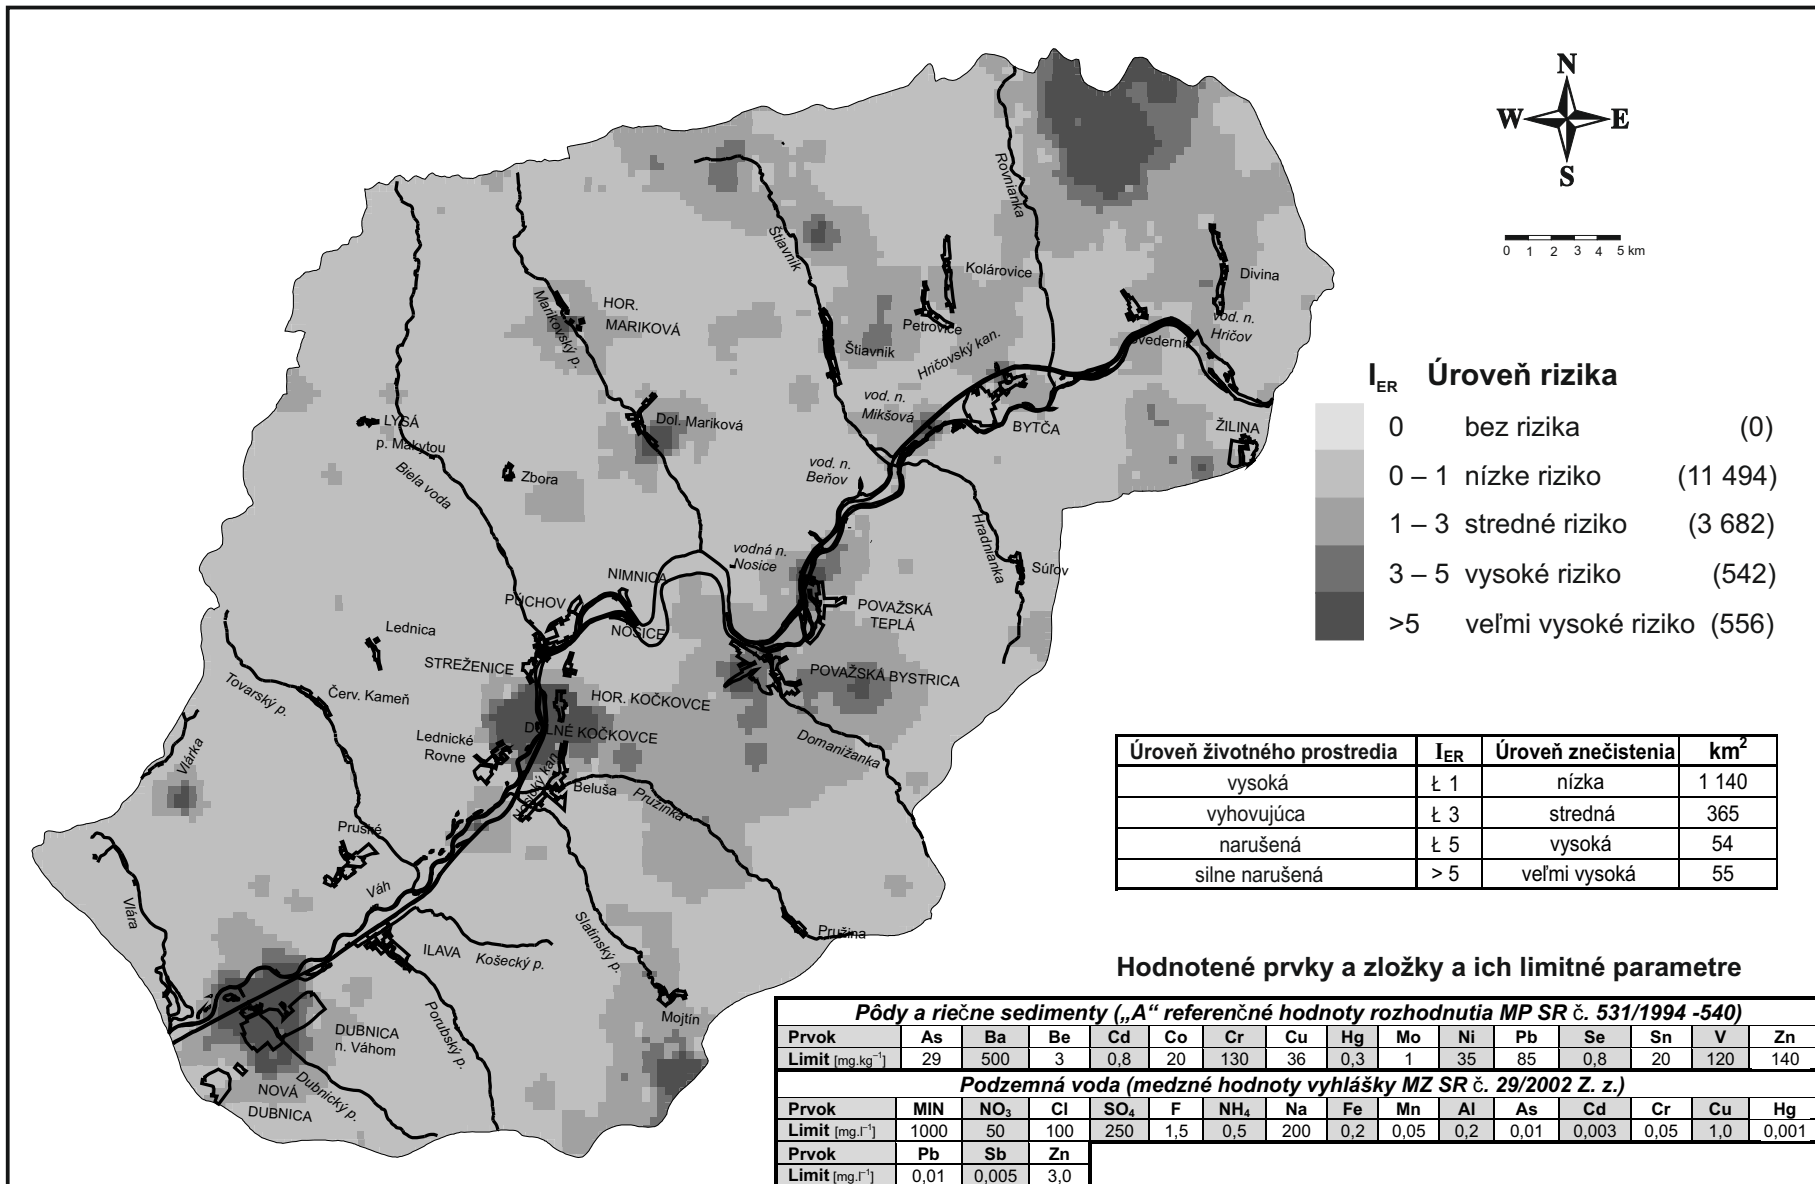 N
W E
S
0 1 2 3 4 5 km
Rovnianka
Štiavnik
Kolárovice
Divina
HOR.
MARIKOVÁ
Marikovský p.
Petrovice
vod. n.
Hričov
Svederník
Štiavnik
Hričovský kan.
vod. n.
Mikšová
LYSÁ
p. Makytou
Dol. Mariková
BYTČA
ŽILINA
Biela voda
Zbora
vod. n.
Beňov
Hradnianka
vodná n.
Nosice
Súľov
NIMNICA
PÚCHOV
NOSICE
POVAŽSKÁ
TEPLÁ
Lednica
STREŽENICE
POVAŽSKÁ BYSTRICA
Tovarský p.
Červ. Kameň
HOR. KOČKOVCE
DOLNÉ KOČKOVCE
Lednické
Rovne
Domanižanka
Vlárka
Nosický kan.
Beluša
Pružinka
Pruské
Váh
Vlára
Pružina
ILAVA
Košecký p.
Slatinský p.
Mojtín
DUBNICA
n. Váhom
Porubský p.
NOVÁ
DUBNICA
Dubnický p.
I_ER Úroveň rizika
0 bez rizika (0)
0 – 1 nízke riziko (11 494)
1 – 3 stredné riziko (3 682)
3 – 5 vysoké riziko (542)
>5 veľmi vysoké riziko (556)
Úroveň životného prostredia I_ER Úroveň znečistenia km²
vysoká Ł 1 nízka 1 140
vyhovujúca Ł 3 stredná 365
narušená Ł 5 vysoká 54
silne narušená > 5 veľmi vysoká 55
Hodnotené prvky a zložky a ich limitné parametre
Pôdy a riečne sedimenty („A“ referenčné hodnoty rozhodnutia MP SR č. 531/1994 -540)
Prvok As Ba Be Cd Co Cr Cu Hg Mo Ni Pb Se Sn V Zn
Limit [mg.kg⁻¹] 29 500 3 0,8 20 130 36 0,3 1 35 85 0,8 20 120 140
Podzemná voda (medzné hodnoty vyhlášky MZ SR č. 29/2002 Z. z.)
Prvok MIN NO₃ Cl SO₄ F NH₄ Na Fe Mn Al As Cd Cr Cu Hg
Limit [mg.l⁻¹] 1000 50 100 250 1,5 0,5 200 0,2 0,05 0,2 0,01 0,003 0,05 1,0 0,001
Prvok Pb Sb Zn
Limit [mg.l⁻¹] 0,01 0,005 3,0